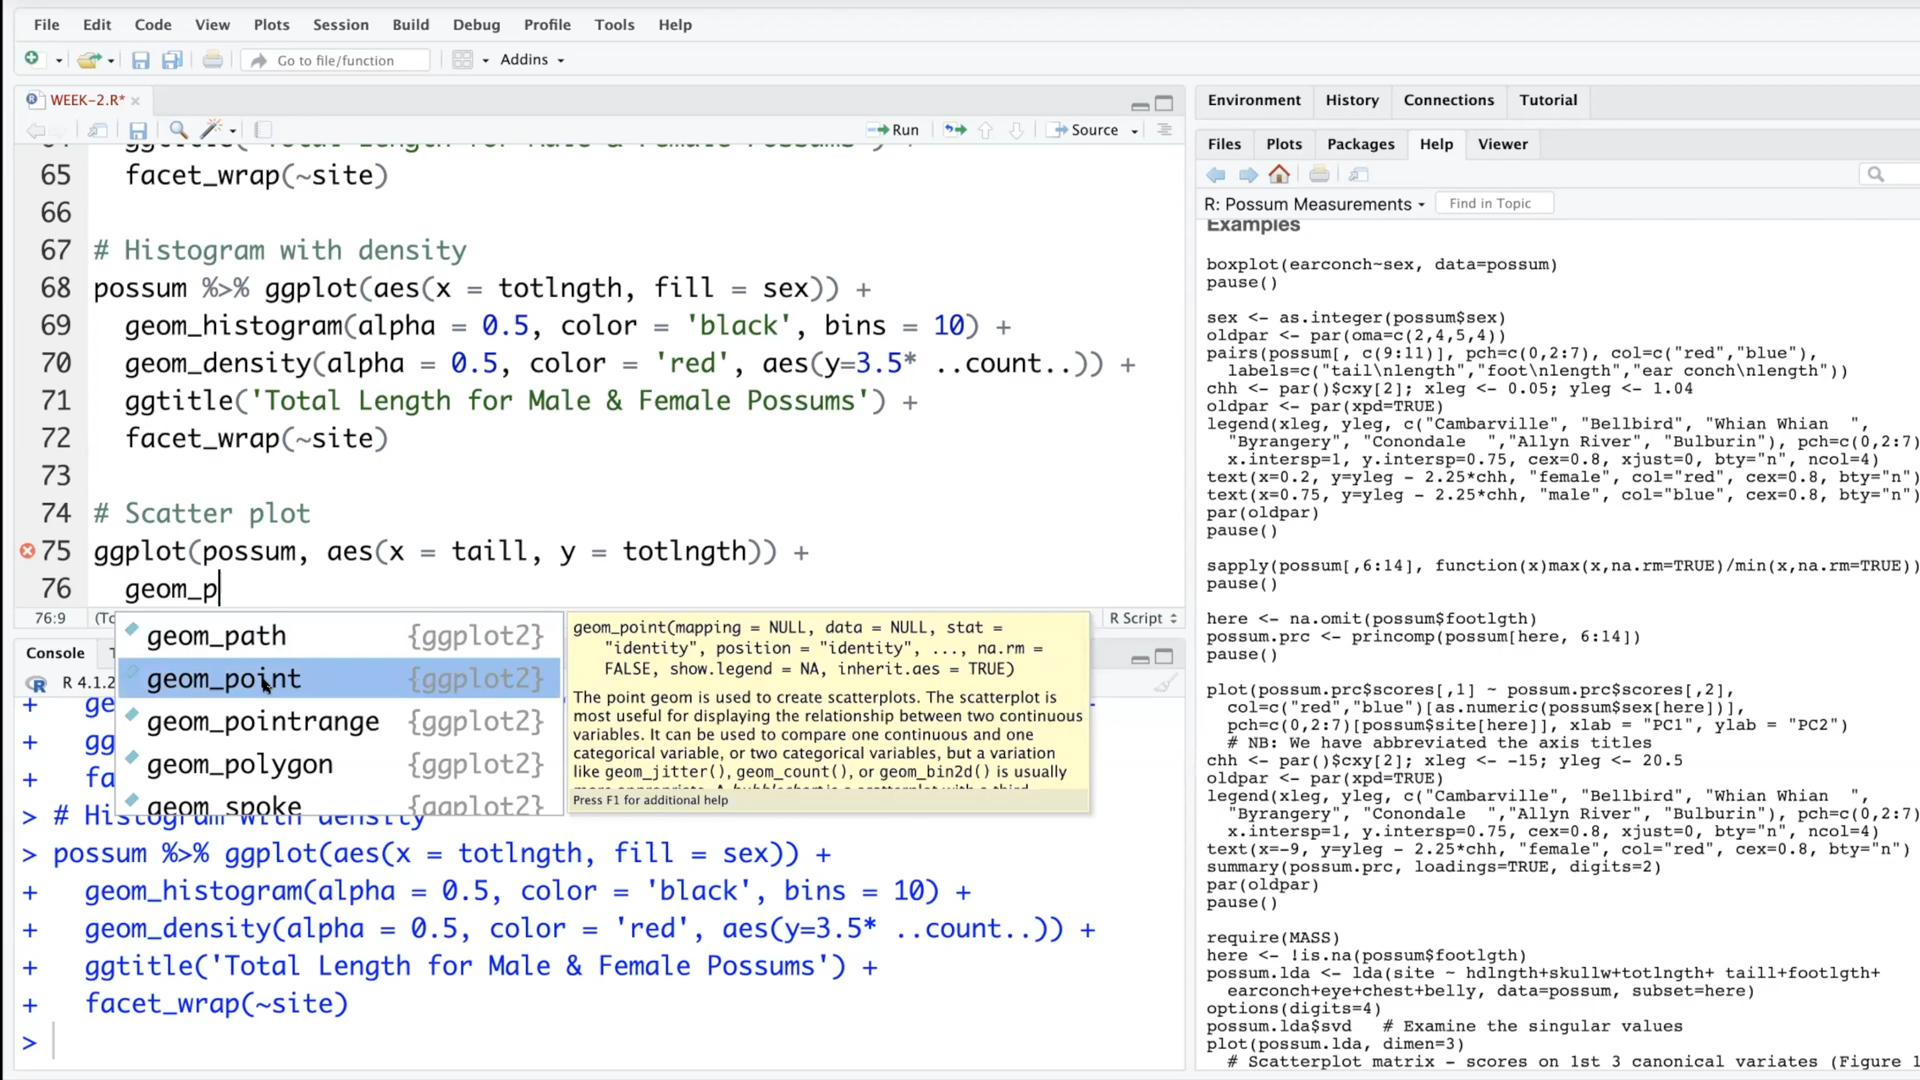 File Edit Code View Plots Session Build Debug Profile Tools Help
Go to file/function Addins
WEEK-2.R*
Run Source
ggtitle('Total Length for Male & Female Possums') +
65 facet_wrap(~site)
66
67 # Histogram with density
68 possum %>% ggplot(aes(x = totlngth, fill = sex)) +
69 geom_histogram(alpha = 0.5, color = 'black', bins = 10) +
70 geom_density(alpha = 0.5, color = 'red', aes(y=3.5* ..count..)) +
71 ggtitle('Total Length for Male & Female Possums') +
72 facet_wrap(~site)
73
74 # Scatter plot
75 ggplot(possum, aes(x = taill, y = totlngth)) +
76 geom_p
76:9 (To R Script
geom_path {ggplot2}
geom_point {ggplot2}
geom_pointrange {ggplot2}
geom_polygon {ggplot2}
geom_spoke {ggplot2}
geom_point(mapping = NULL, data = NULL, stat =
"identity", position = "identity", ..., na.rm =
FALSE, show.legend = NA, inherit.aes = TRUE)
The point geom is used to create scatterplots. The scatterplot is
most useful for displaying the relationship between two continuous
variables. It can be used to compare one continuous and one
categorical variable, or two categorical variables, but a variation
like geom_jitter(), geom_count(), or geom_bin2d() is usually
Press F1 for additional help
Console T
R 4.1.2
+ ge
+ gg
+ fa
> # Histogram with density
> possum %>% ggplot(aes(x = totlngth, fill = sex)) +
+ geom_histogram(alpha = 0.5, color = 'black', bins = 10) +
+ geom_density(alpha = 0.5, color = 'red', aes(y=3.5* ..count..)) +
+ ggtitle('Total Length for Male & Female Possums') +
+ facet_wrap(~site)
>
Environment History Connections Tutorial
Files Plots Packages Help Viewer
R: Possum Measurements Find in Topic
Examples
boxplot(earconch~sex, data=possum)
pause()
sex <- as.integer(possum$sex)
oldpar <- par(oma=c(2,4,5,4))
pairs(possum[, c(9:11)], pch=c(0,2:7), col=c("red","blue"),
labels=c("tail\nlength","foot\nlength","ear conch\nlength"))
chh <- par()$cxy[2]; xleg <- 0.05; yleg <- 1.04
oldpar <- par(xpd=TRUE)
legend(xleg, yleg, c("Cambarville", "Bellbird", "Whian Whian  ",
"Byrangery", "Conondale  ","Allyn River", "Bulburin"), pch=c(0,2:7)
x.intersp=1, y.intersp=0.75, cex=0.8, xjust=0, bty="n", ncol=4)
text(x=0.2, y=yleg - 2.25*chh, "female", col="red", cex=0.8, bty="n")
text(x=0.75, y=yleg - 2.25*chh, "male", col="blue", cex=0.8, bty="n")
par(oldpar)
pause()
sapply(possum[,6:14], function(x)max(x,na.rm=TRUE)/min(x,na.rm=TRUE))
pause()
here <- na.omit(possum$footlgth)
possum.prc <- princomp(possum[here, 6:14])
pause()
plot(possum.prc$scores[,1] ~ possum.prc$scores[,2],
col=c("red","blue")[as.numeric(possum$sex[here])],
pch=c(0,2:7)[possum$site[here]], xlab = "PC1", ylab = "PC2")
# NB: We have abbreviated the axis titles
chh <- par()$cxy[2]; xleg <- -15; yleg <- 20.5
oldpar <- par(xpd=TRUE)
legend(xleg, yleg, c("Cambarville", "Bellbird", "Whian Whian  ",
"Byrangery", "Conondale  ","Allyn River", "Bulburin"), pch=c(0,2:7)
x.intersp=1, y.intersp=0.75, cex=0.8, xjust=0, bty="n", ncol=4)
text(x=-9, y=yleg - 2.25*chh, "female", col="red", cex=0.8, bty="n")
summary(possum.prc, loadings=TRUE, digits=2)
par(oldpar)
pause()
require(MASS)
here <- !is.na(possum$footlgth)
possum.lda <- lda(site ~ hdlngth+skullw+totlngth+ taill+footlgth+
earconch+eye+chest+belly, data=possum, subset=here)
options(digits=4)
possum.lda$svd   # Examine the singular values
plot(possum.lda, dimen=3)
# Scatterplot matrix - scores on 1st 3 canonical variates (Figure 1